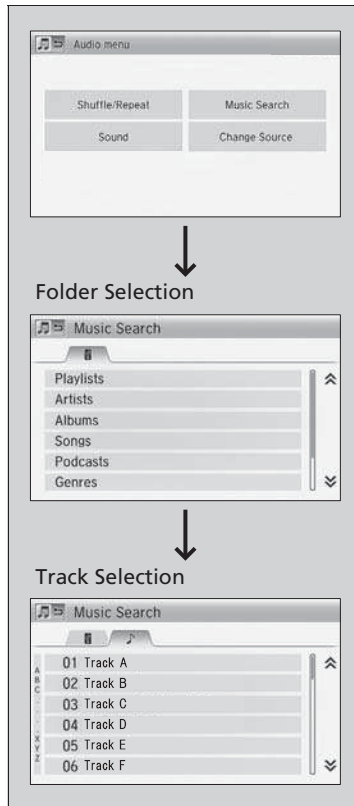 Audio menu
Shuffle/Repeat Music Search
Sound Change Source
Folder Selection
Music Search
Playlists
Artists
Albums
Songs
Podcasts
Genres
Track Selection
Music Search
01 Track A
02 Track B
03 Track C
04 Track D
05 Track E
06 Track F
A
B
C
X
Y
Z